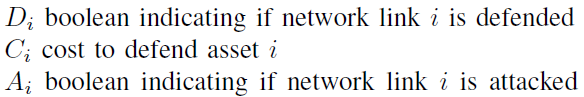 D_i boolean indicating if network link i is defended
C_i cost to defend asset i
A_i boolean indicating if network link i is attacked